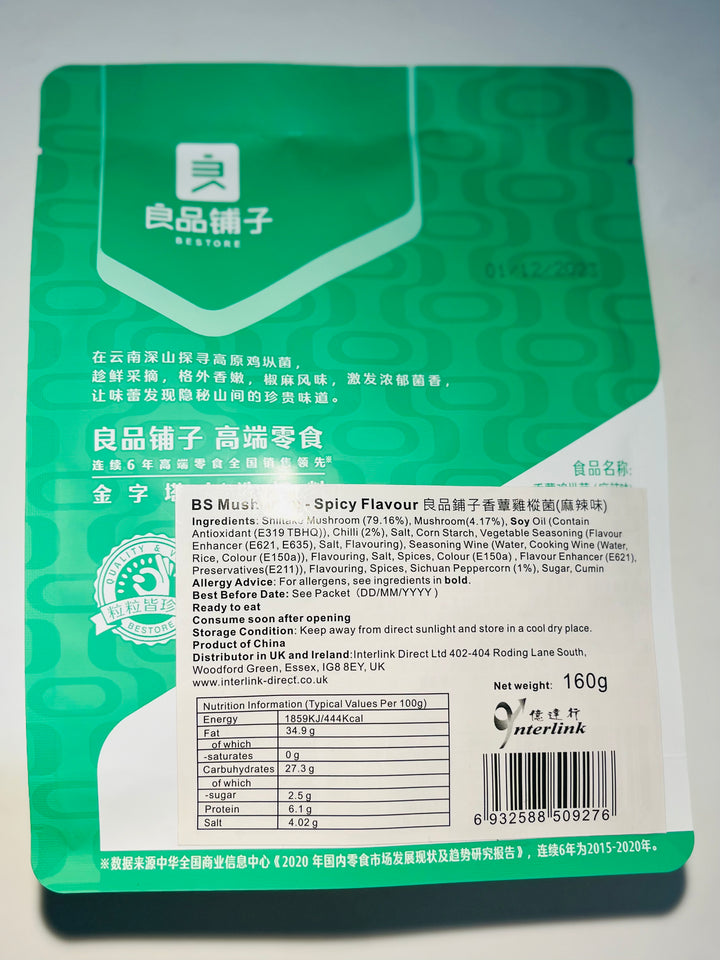 良品铺子
BESTORE
01/12/2021
在云南深山探寻高原鸡枞菌，
趁鲜采摘，格外香嫩，椒麻风味，激发浓郁菌香，
让味蕾发现隐秘山间的珍贵味道。
良品铺子 高端零食
连续6年高端零食全国销售领先※
金字塔
食品名称:
QUALITY &
粒粒皆珍
BESTORE
BS - Spicy Flavour 良品鋪子香蕈雞樅菌(麻辣味)
Ingredients: Shiitake Mushroom (79.16%), Mushroom(4.17%), Soy Oil (Contain
Antioxidant (E319 TBHQ)), Chilli (2%), Salt, Corn Starch, Vegetable Seasoning (Flavour
Enhancer (E621, E635), Salt, Flavouring), Seasoning Wine (Water, Cooking Wine (Water,
Rice, Colour (E150a)), Flavouring, Salt, Spices, Colour (E150a) , Flavour Enhancer (E621),
Preservatives(E211)), Flavouring, Spices, Sichuan Peppercorn (1%), Sugar, Cumin
Allergy Advice: For allergens, see ingredients in bold.
Best Before Date: See Packet（DD/MM/YYYY )
Ready to eat
Consume soon after opening
Storage Condition: Keep away from direct sunlight and store in a cool dry place.
Product of China
Distributor in UK and Ireland:Interlink Direct Ltd 402-404 Roding Lane South,
Woodford Green, Essex, IG8 8EY, UK
www.interlink-direct.co.uk
Net weight: 160g
億達行
Interlink
Nutrition Information (Typical Values Per 100g)
Energy 1859KJ/444Kcal
Fat 34.9 g
of which
-saturates 0 g
Carbuhydrates 27.3 g
of which
-sugar 2.5 g
Protein 6.1 g
Salt 4.02 g
6 932588 509276
※数据来源中华全国商业信息中心《2020 年国内零食市场发展现状及趋势研究报告》，连续6年为2015-2020年。